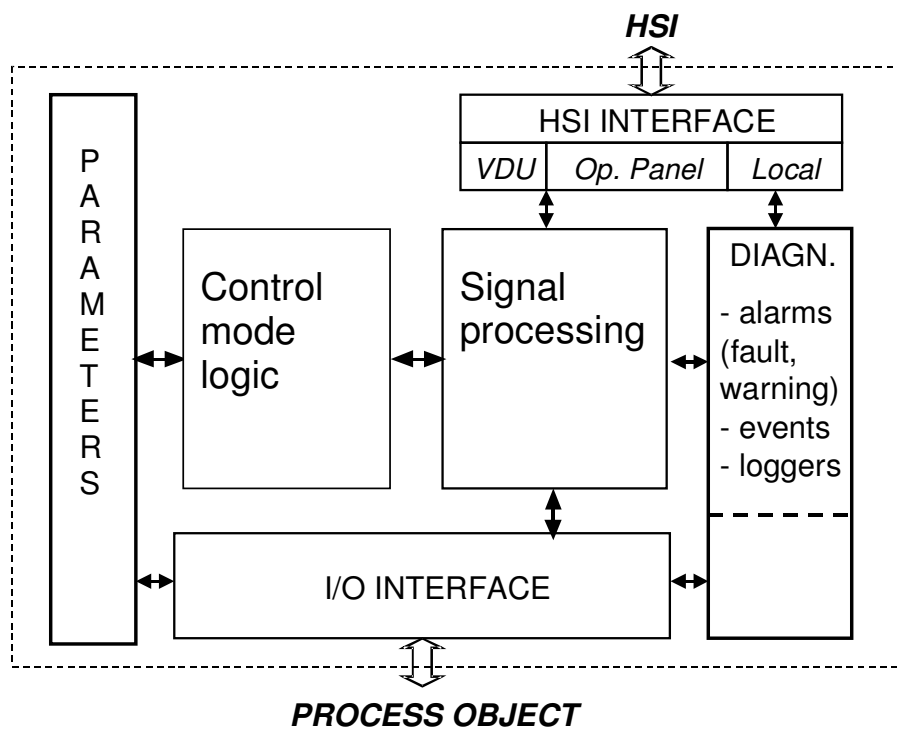 HSI
HSI INTERFACE
VDU Op. Panel Local
PARAMETERS
Control
mode
logic
Signal
processing
DIAGN.
- alarms
(fault,
warning)
- events
- loggers
I/O INTERFACE
PROCESS OBJECT